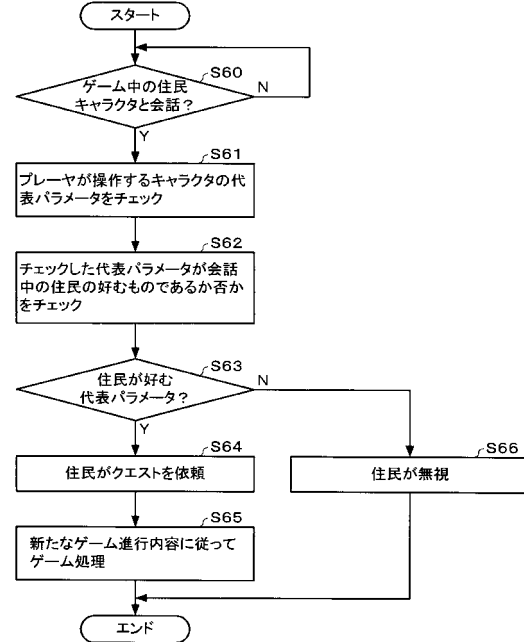 スタート
S60
ゲーム中の住民
キャラクタと会話？
N
Y
S61
プレーヤが操作するキャラクタの代
表パラメータをチェック
S62
チェックした代表パラメータが会話
中の住民の好むものであるか否か
をチェック
S63
住民が好む
代表パラメータ？
N
Y
S64
住民がクエストを依頼
S66
住民が無視
S65
新たなゲーム進行内容に従って
ゲーム処理
エンド